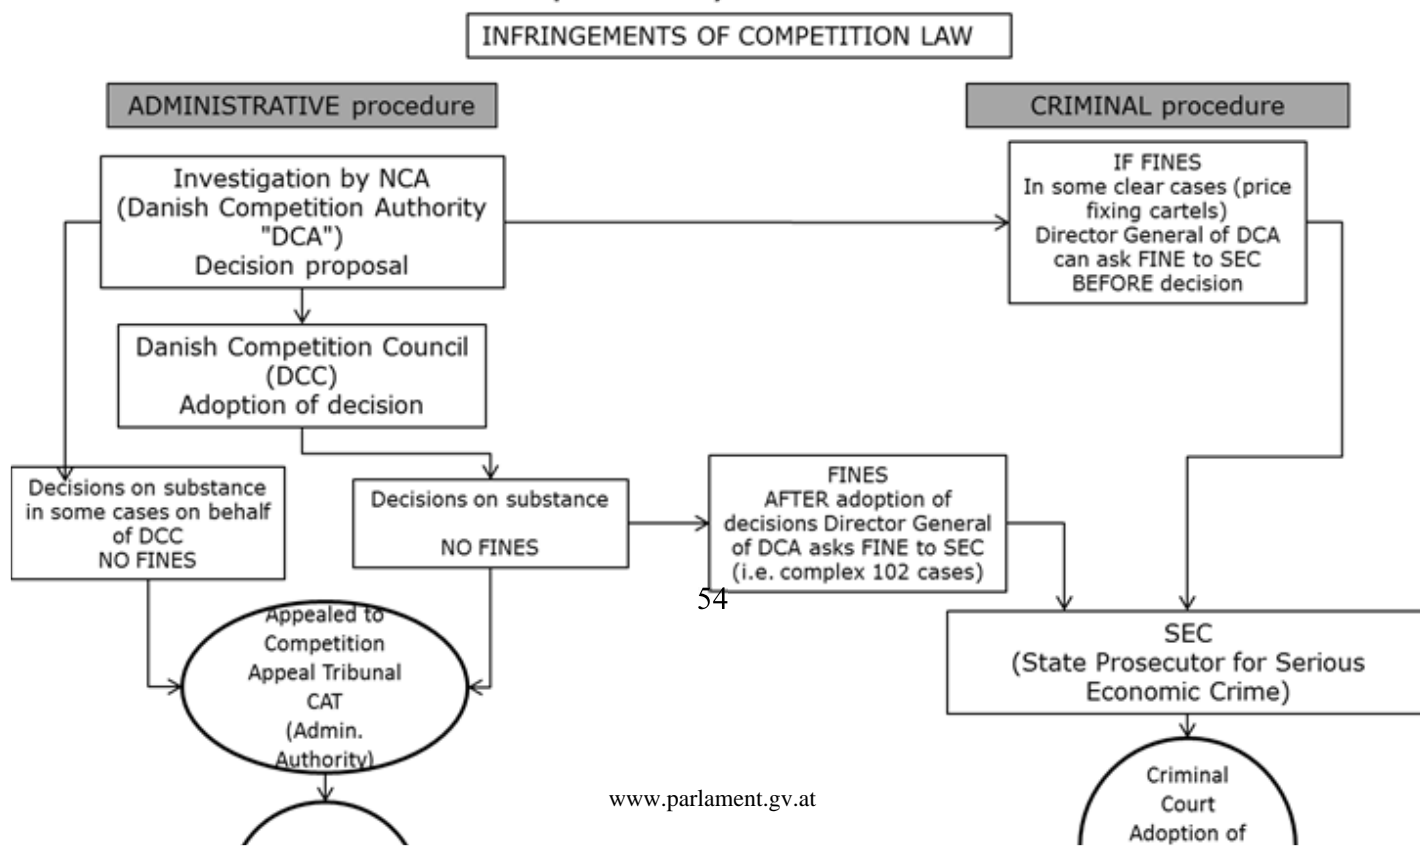 INFRINGEMENTS OF COMPETITION LAW
ADMINISTRATIVE procedure
CRIMINAL procedure
Investigation by NCA
(Danish Competition Authority
"DCA")
Decision proposal
IF FINES
In some clear cases (price
fixing cartels)
Director General of DCA
can ask FINE to SEC
BEFORE decision
Danish Competition Council
(DCC)
Adoption of decision
Decisions on substance
in some cases on behalf
of DCC
NO FINES
Decisions on substance
NO FINES
FINES
AFTER adoption of
decisions Director General
of DCA asks FINE to SEC
(i.e. complex 102 cases)
54
Appealed to
Competition
Appeal Tribunal
CAT
(Admin.
Authority)
SEC
(State Prosecutor for Serious
Economic Crime)
Criminal
Court
Adoption of
www.parlament.gv.at